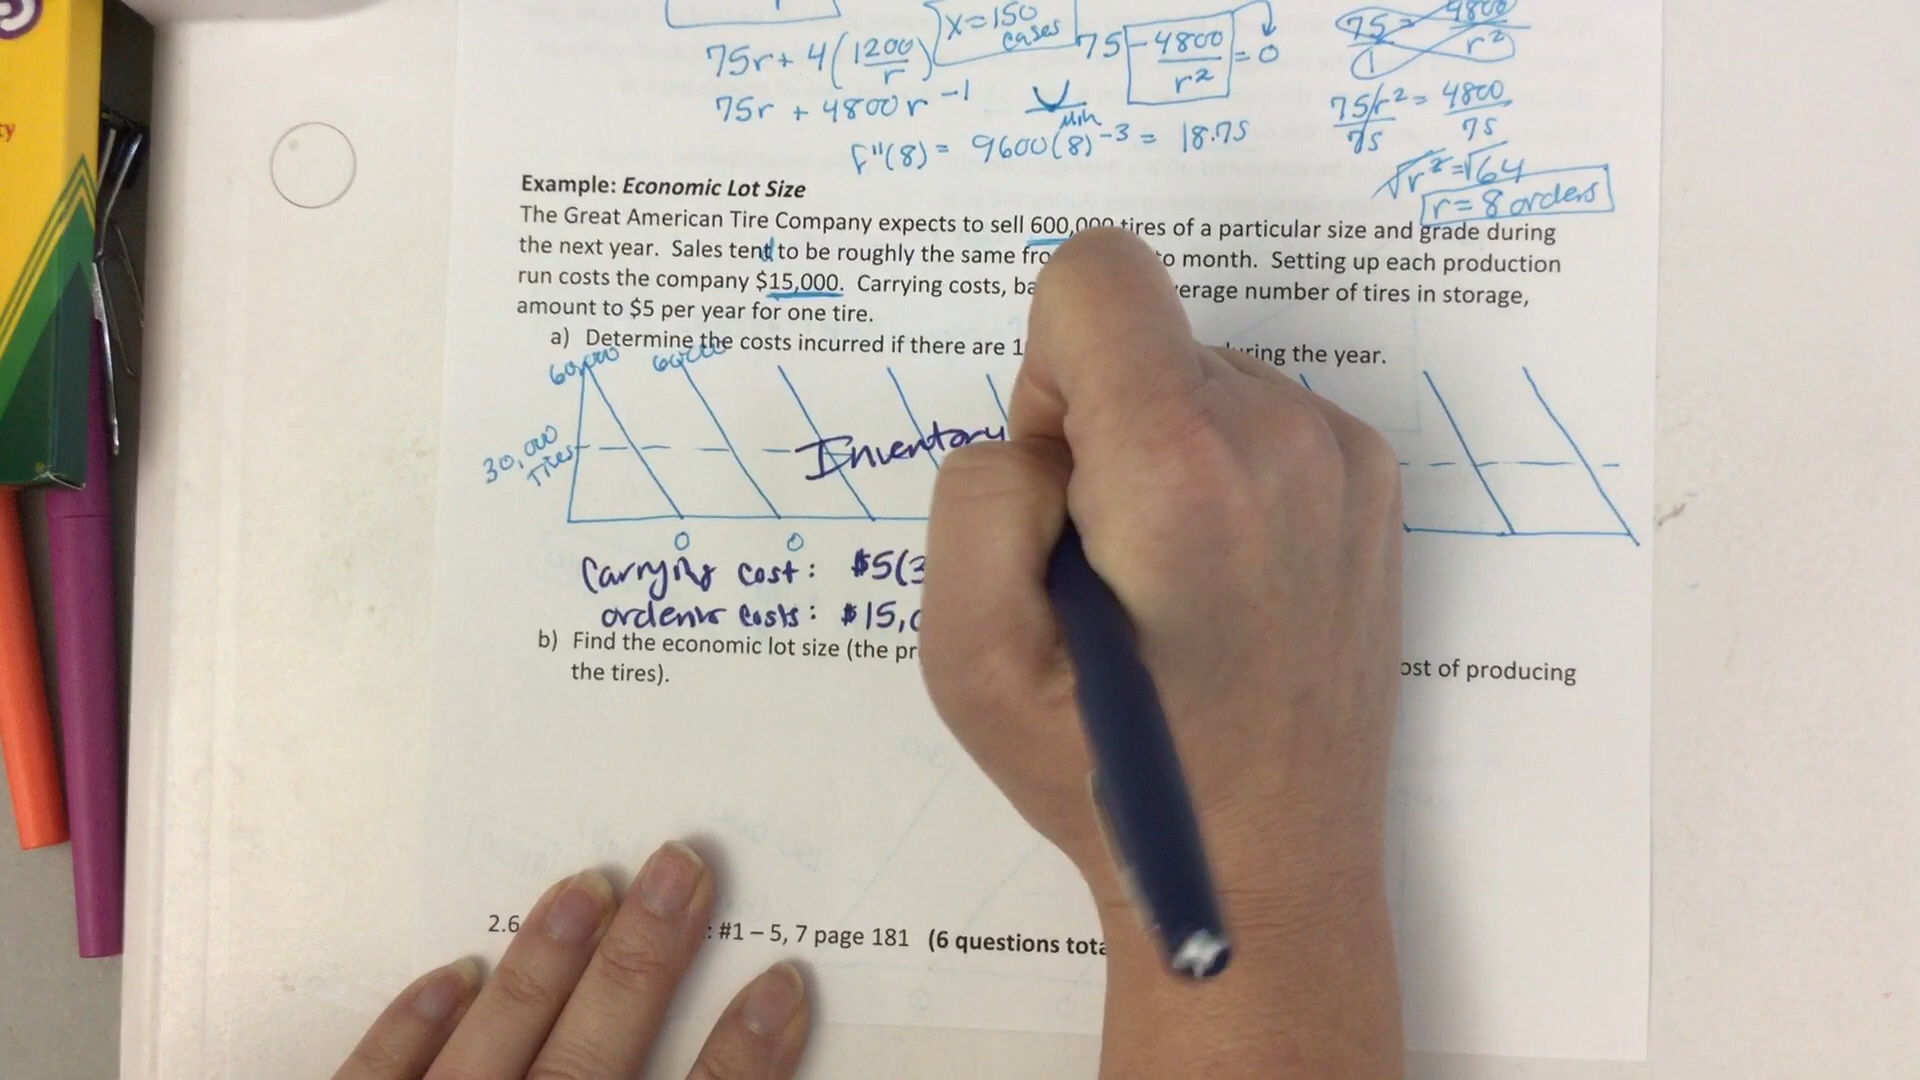 x=150
cases
75r + 4(1200/r)
75 - 4800/r² = 0
75/1 = 4800/r²
75r + 4800r⁻¹
Min
75r²/75 = 4800/75
f"(8) = 9600(8)⁻³ = 18.75
√r² = √64
r = 8 orders
Example: Economic Lot Size
The Great American Tire Company expects to sell 600,000 tires of a particular size and grade during
the next year. Sales tend to be roughly the same to month. Setting up each production
run costs the company $15,000. Carrying costs, erage number of tires in storage,
amount to $5 per year for one tire.
a) Determine the costs incurred if there are 1 uring the year.
60,000 60,000
30,000
Tires
Inventory
0 0
Carrying cost: $5(3
ordering costs: $15,0
b) Find the economic lot size (the pr ost of producing
the tires).
2.6 : #1 – 5, 7 page 181 (6 questions tota